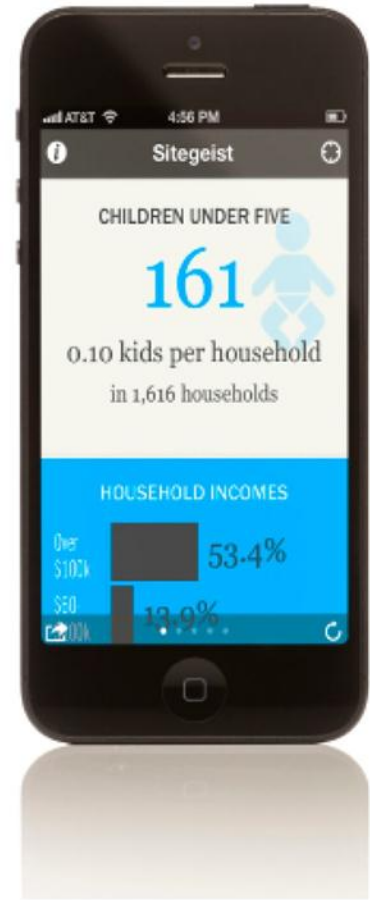 AT&T 4:56 PM
Sitegeist
CHILDREN UNDER FIVE
161
0.10 kids per household
in 1,616 households
HOUSEHOLD INCOMES
Over
$100k
53.4%
13.9%